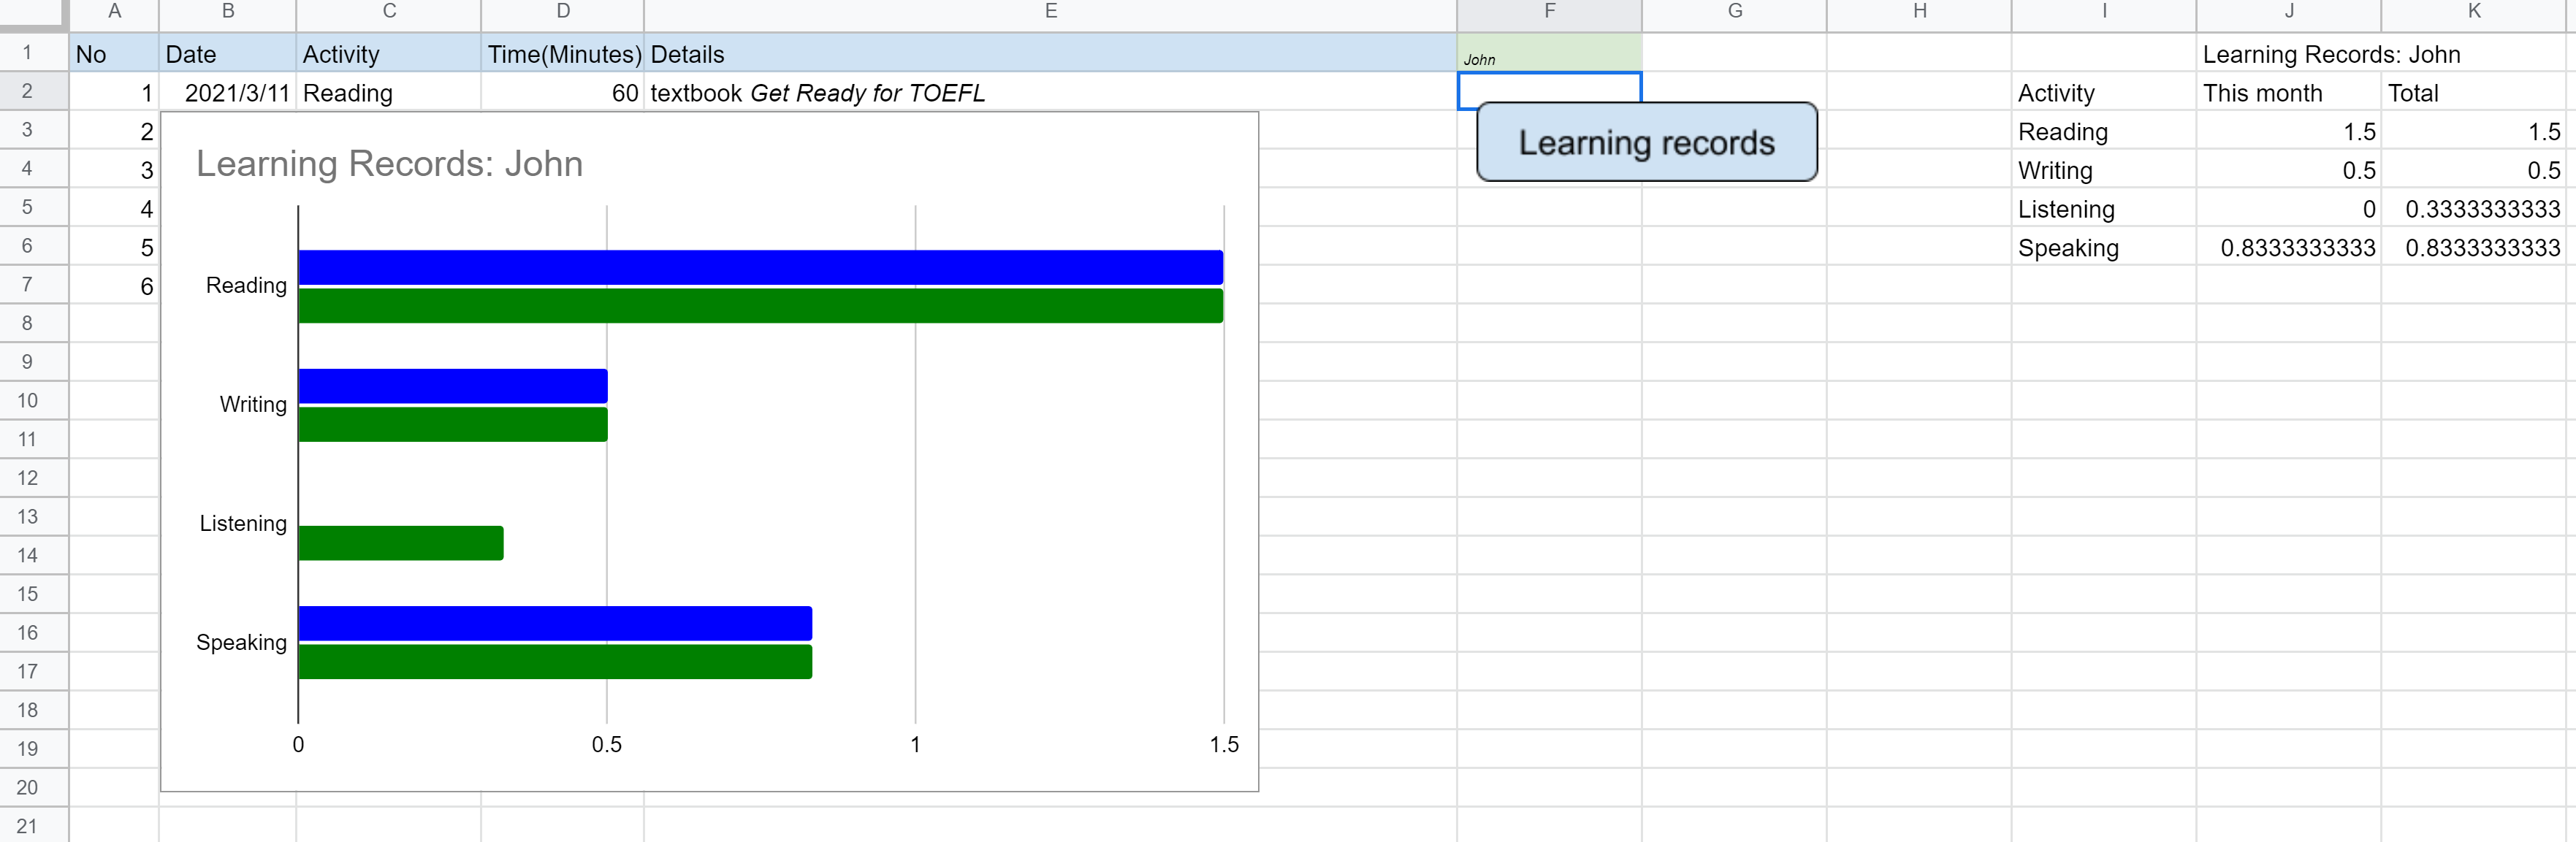 A B C D E F G H I J K
1 No Date Activity Time(Minutes) Details John Learning Records: John
2 1 2021/3/11 Reading 60 textbook Get Ready for TOEFL Activity This month Total
3 2 Reading 1.5 1.5
4 3 Writing 0.5 0.5
5 4 Listening 0 0.3333333333
6 5 Speaking 0.8333333333 0.8333333333
7 6
8
9
10
11
12
13
14
15
16
17
18
19
20
21
Learning records
Learning Records: John
Reading
Writing
Listening
Speaking
0 0.5 1 1.5